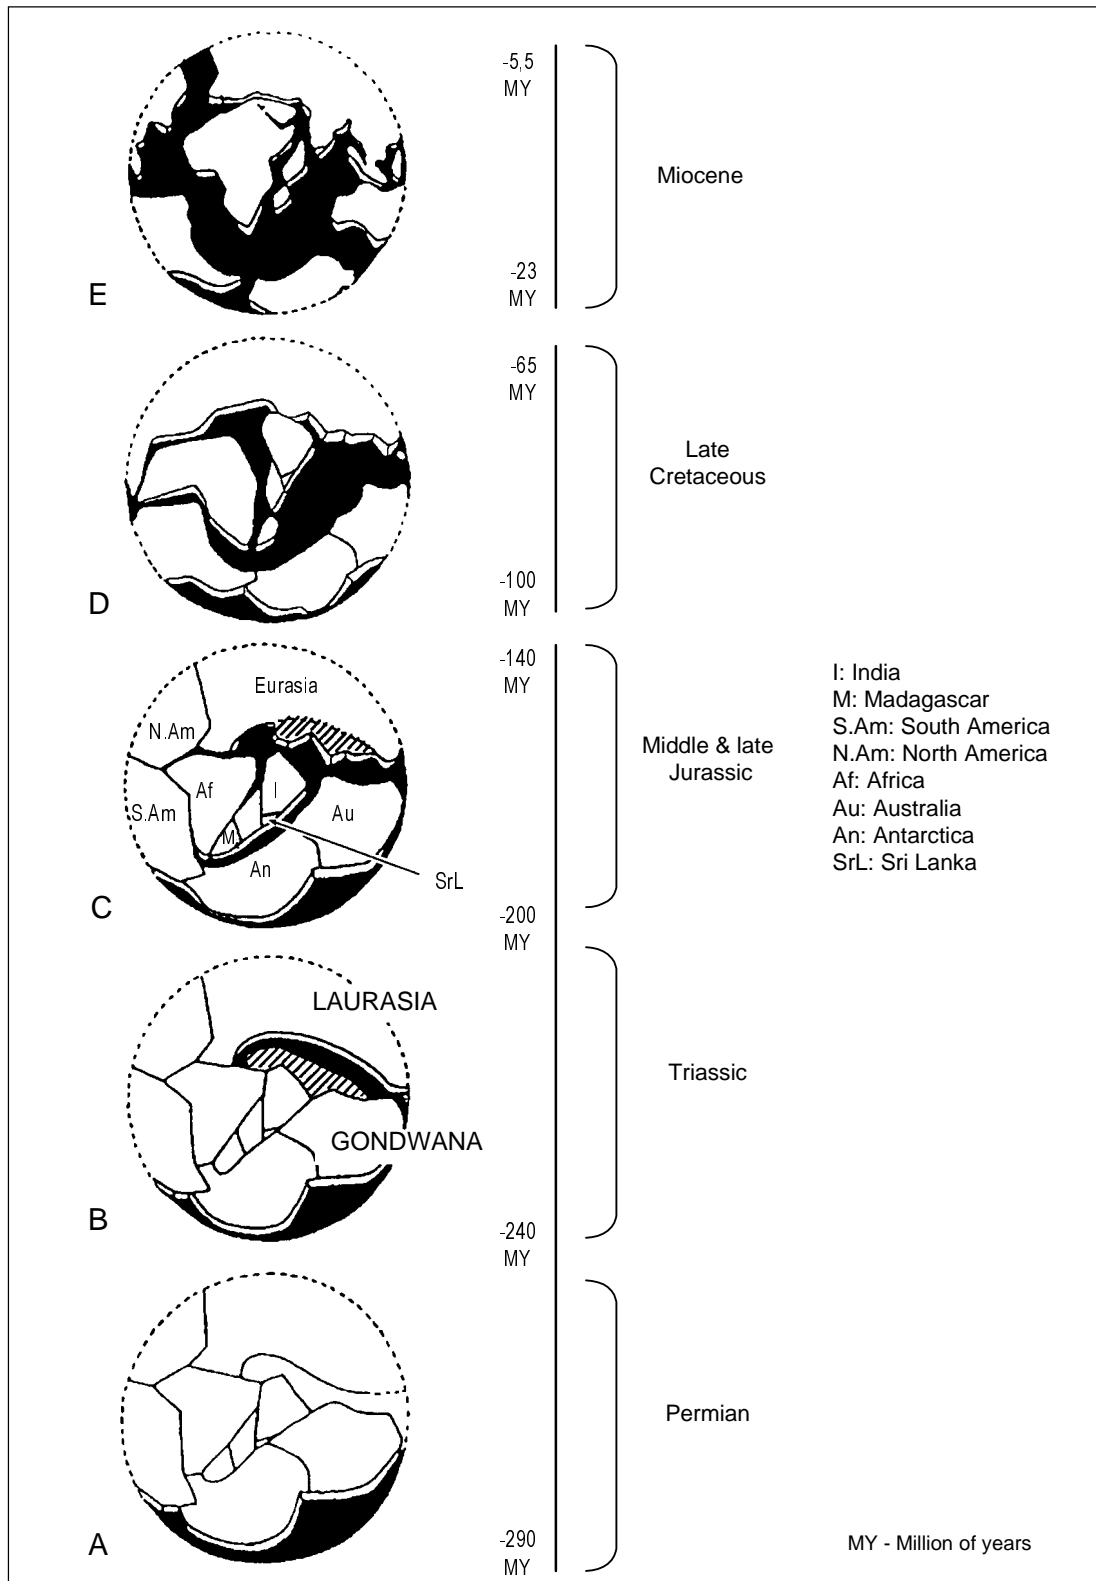 -5,5
MY
Miocene
-23
MY
E
-65
MY
Late
Cretaceous
-100
MY
D
-140
MY
Eurasia
N.Am
Af
I
S.Am
Au
M
An
SrL
Middle & late
Jurassic
I: India
M: Madagascar
S.Am: South America
N.Am: North America
Af: Africa
Au: Australia
An: Antarctica
SrL: Sri Lanka
C
-200
MY
LAURASIA
GONDWANA
Triassic
B
-240
MY
Permian
A
-290
MY
MY - Million of years